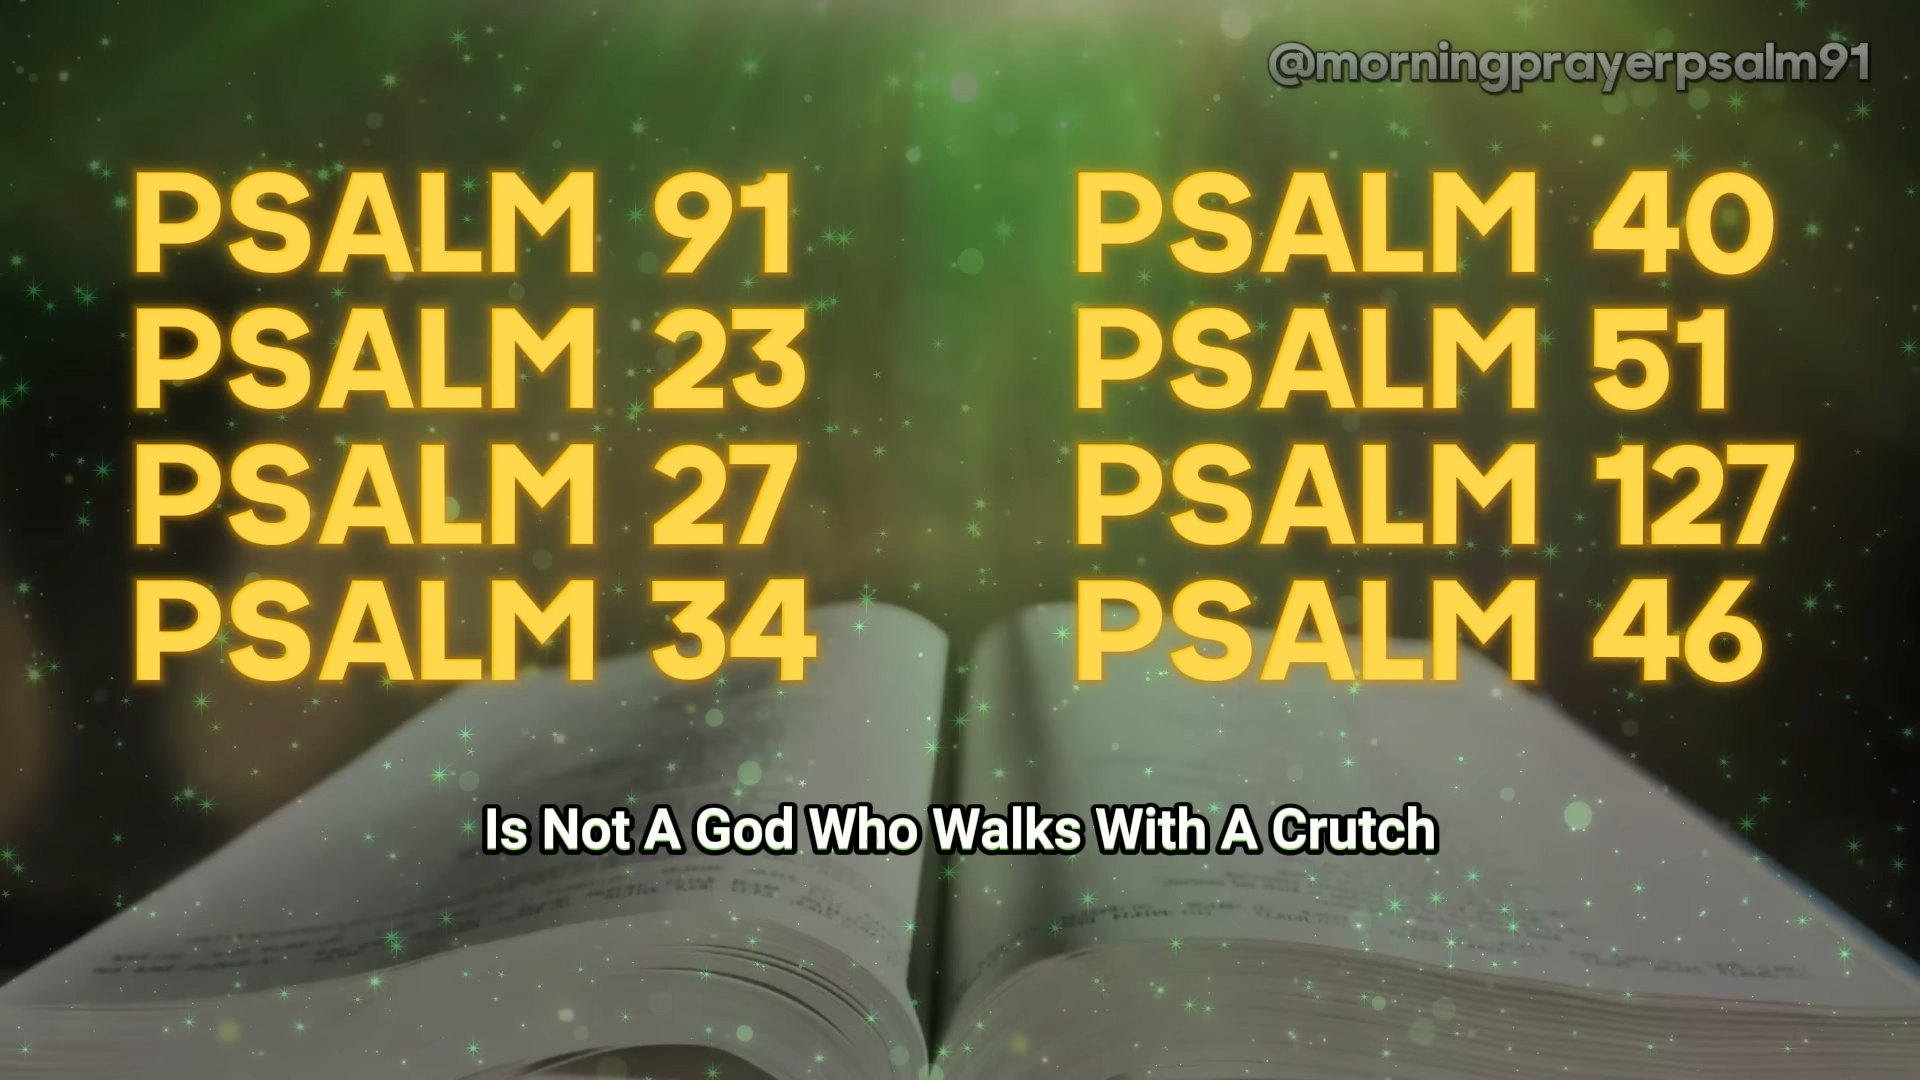 @morningprayerpsalm91
PSALM 91
PSALM 23
PSALM 27
PSALM 34
PSALM 40
PSALM 51
PSALM 127
PSALM 46
Is Not A God Who Walks With A Crutch